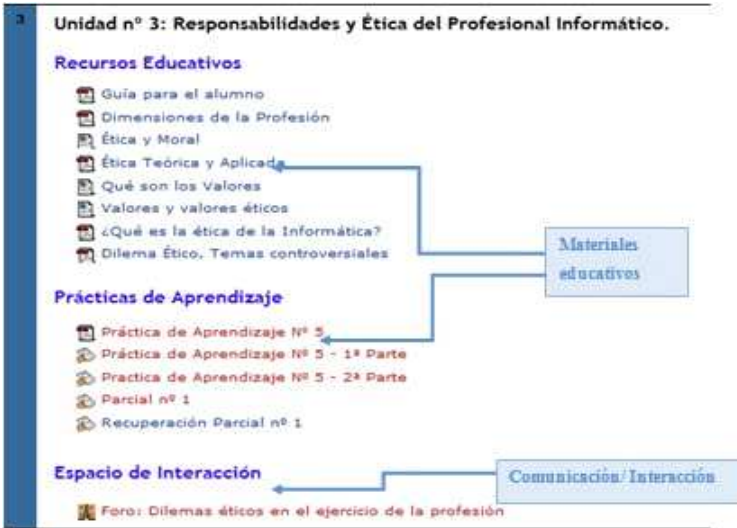 3
Unidad nº 3: Responsabilidades y Ética del Profesional Informático.
Recursos Educativos
Guía para el alumno
Dimensiones de la Profesión
Ética y Moral
Ética Teórica y Aplicada
Qué son los Valores
Valores y valores éticos
¿Qué es la ética de la Informática?
Dilema Ético. Temas controversiales
Materiales
educativos
Prácticas de Aprendizaje
Práctica de Aprendizaje Nº 5
Práctica de Aprendizaje Nº 5 - 1ª Parte
Practica de Aprendizaje Nº 5 - 2ª Parte
Parcial nº 1
Recuperación Parcial nº 1
Espacio de Interacción
Comunicación/Interacción
Foro: Dilemas éticos en el ejercicio de la profesión